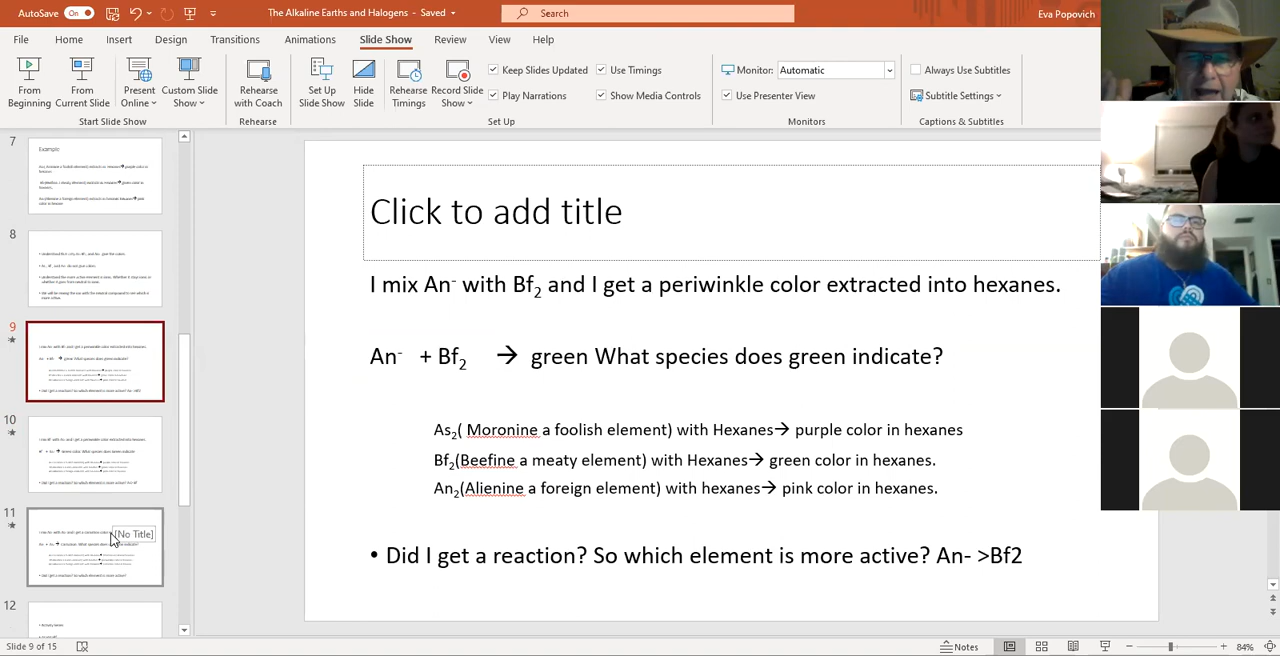 AutoSave On The Alkaline Earths and Halogens - Saved Search Eva Popovich
File Home Insert Design Transitions Animations Slide Show Review View Help
From Beginning
From Current Slide
Present Online
Custom Slide Show
Rehearse with Coach
Set Up Slide Show
Hide Slide
Rehearse Timings
Record Slide Show
Keep Slides Updated
Use Timings
Play Narrations
Show Media Controls
Monitor: Automatic
Use Presenter View
Always Use Subtitles
Subtitle Settings
Start Slide Show Rehearse Set Up Monitors Captions & Subtitles
7
Example
8
9
10
11
[No Title]
12
Click to add title
I mix An- with Bf2 and I get a periwinkle color extracted into hexanes.
An- + Bf2 → green What species does green indicate?
As2( Moronine a foolish element) with Hexanes→ purple color in hexanes
Bf2(Beefine a meaty element) with Hexanes→ green color in hexanes.
An2(Alienine a foreign element) with hexanes→ pink color in hexanes.
• Did I get a reaction? So which element is more active? An- >Bf2
Slide 9 of 15 Notes 84%